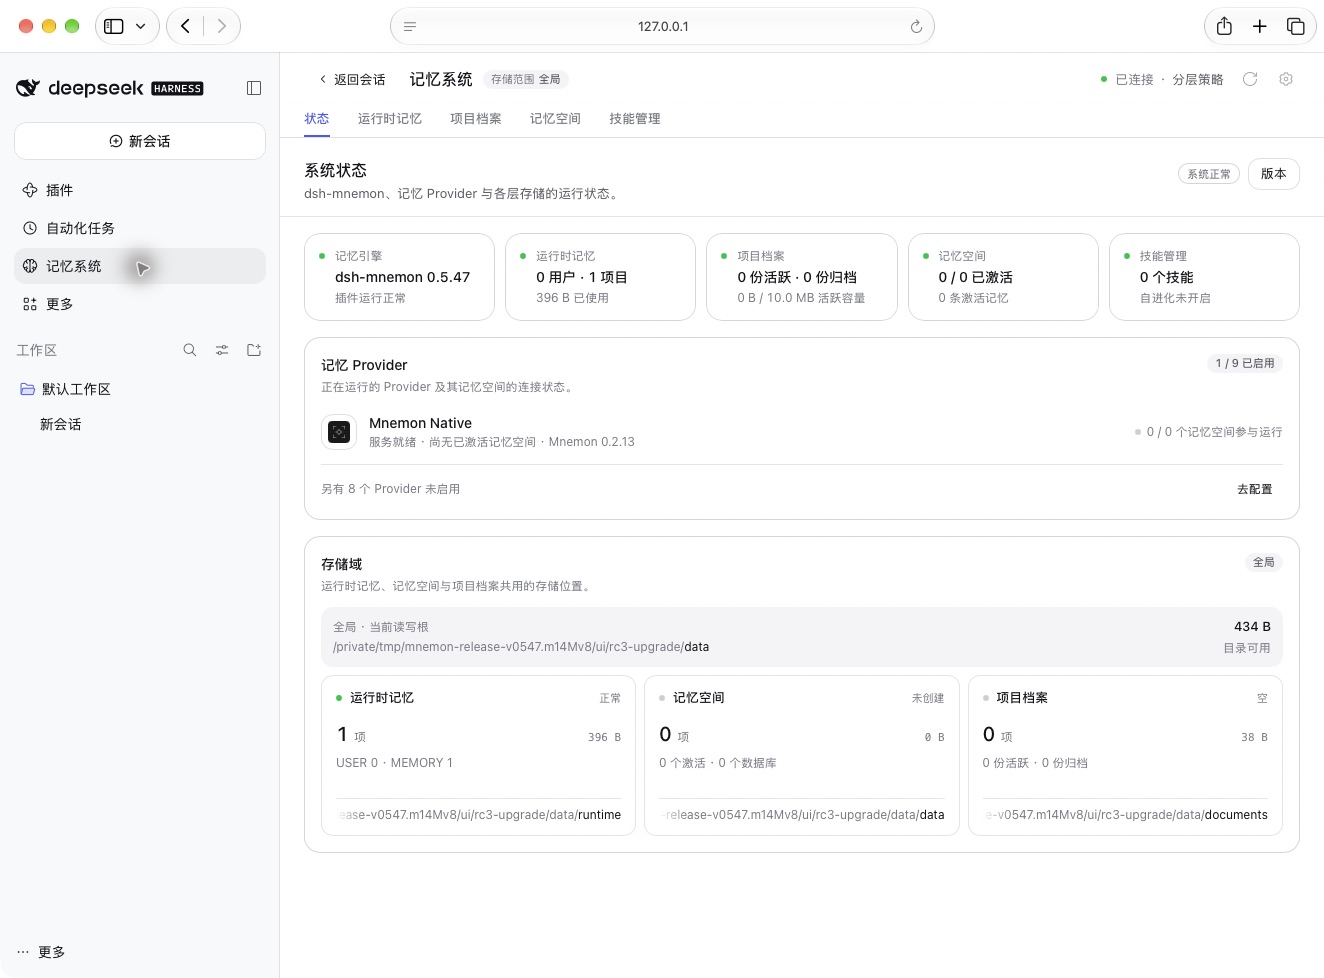 127.0.0.1
deepseek HARNESS
新会话
插件
自动化任务
记忆系统
更多
工作区
默认工作区
新会话
更多
返回会话
记忆系统
存储范围 全局
已连接 · 分层策略
状态
运行时记忆
项目档案
记忆空间
技能管理
系统状态
dsh-mnemon、记忆 Provider 与各层存储的运行状态。
系统正常
版本
记忆引擎
dsh-mnemon 0.5.47
插件运行正常
运行时记忆
0 用户 · 1 项目
396 B 已使用
项目档案
0 份活跃 · 0 份归档
0 B / 10.0 MB 活跃容量
记忆空间
0 / 0 已激活
0 条激活记忆
技能管理
0 个技能
自进化未开启
记忆 Provider
1 / 9 已启用
正在运行的 Provider 及其记忆空间的连接状态。
Mnemon Native
服务就绪 · 尚无已激活记忆空间 · Mnemon 0.2.13
0 / 0 个记忆空间参与运行
另有 8 个 Provider 未启用
去配置
存储域
全局
运行时记忆、记忆空间与项目档案共用的存储位置。
全局 · 当前读写根
434 B
/private/tmp/mnemon-release-v0547.m14Mv8/ui/rc3-upgrade/data
目录可用
运行时记忆
正常
1 项
396 B
USER 0 · MEMORY 1
ease-v0547.m14Mv8/ui/rc3-upgrade/data/runtime
记忆空间
未创建
0 项
0 B
0 个激活 · 0 个数据库
-release-v0547.m14Mv8/ui/rc3-upgrade/data/data
项目档案
空
0 项
38 B
0 份活跃 · 0 份归档
e-v0547.m14Mv8/ui/rc3-upgrade/data/documents